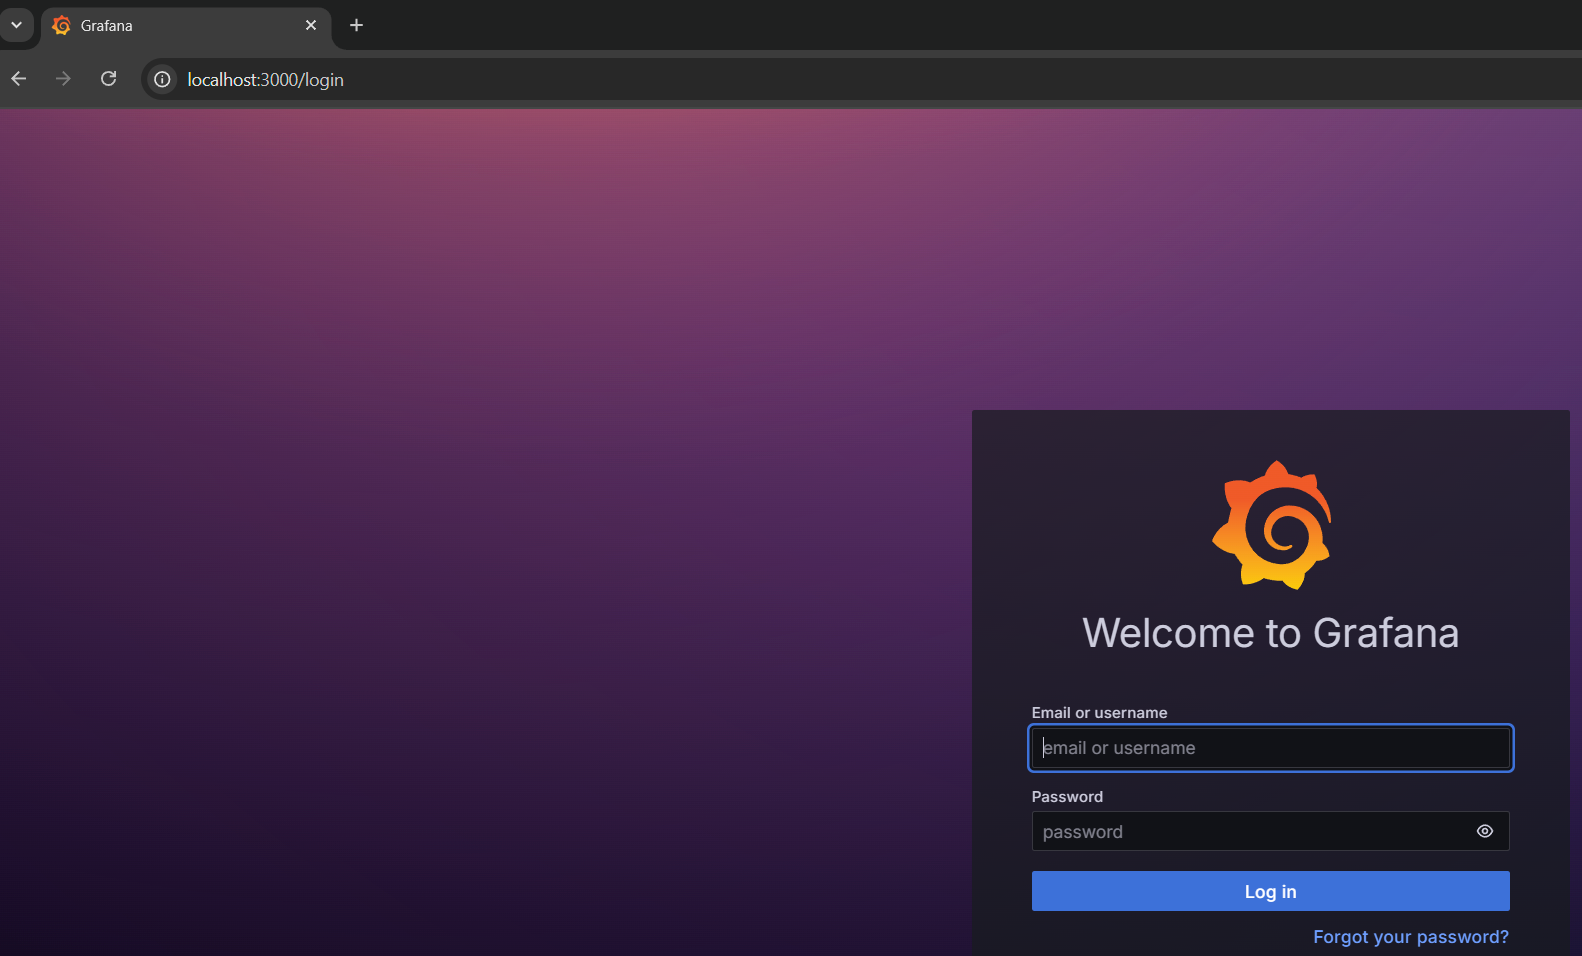 Grafana
localhost:3000/login
Welcome to Grafana
Email or username
email or username
Password
password
Log in
Forgot your password?